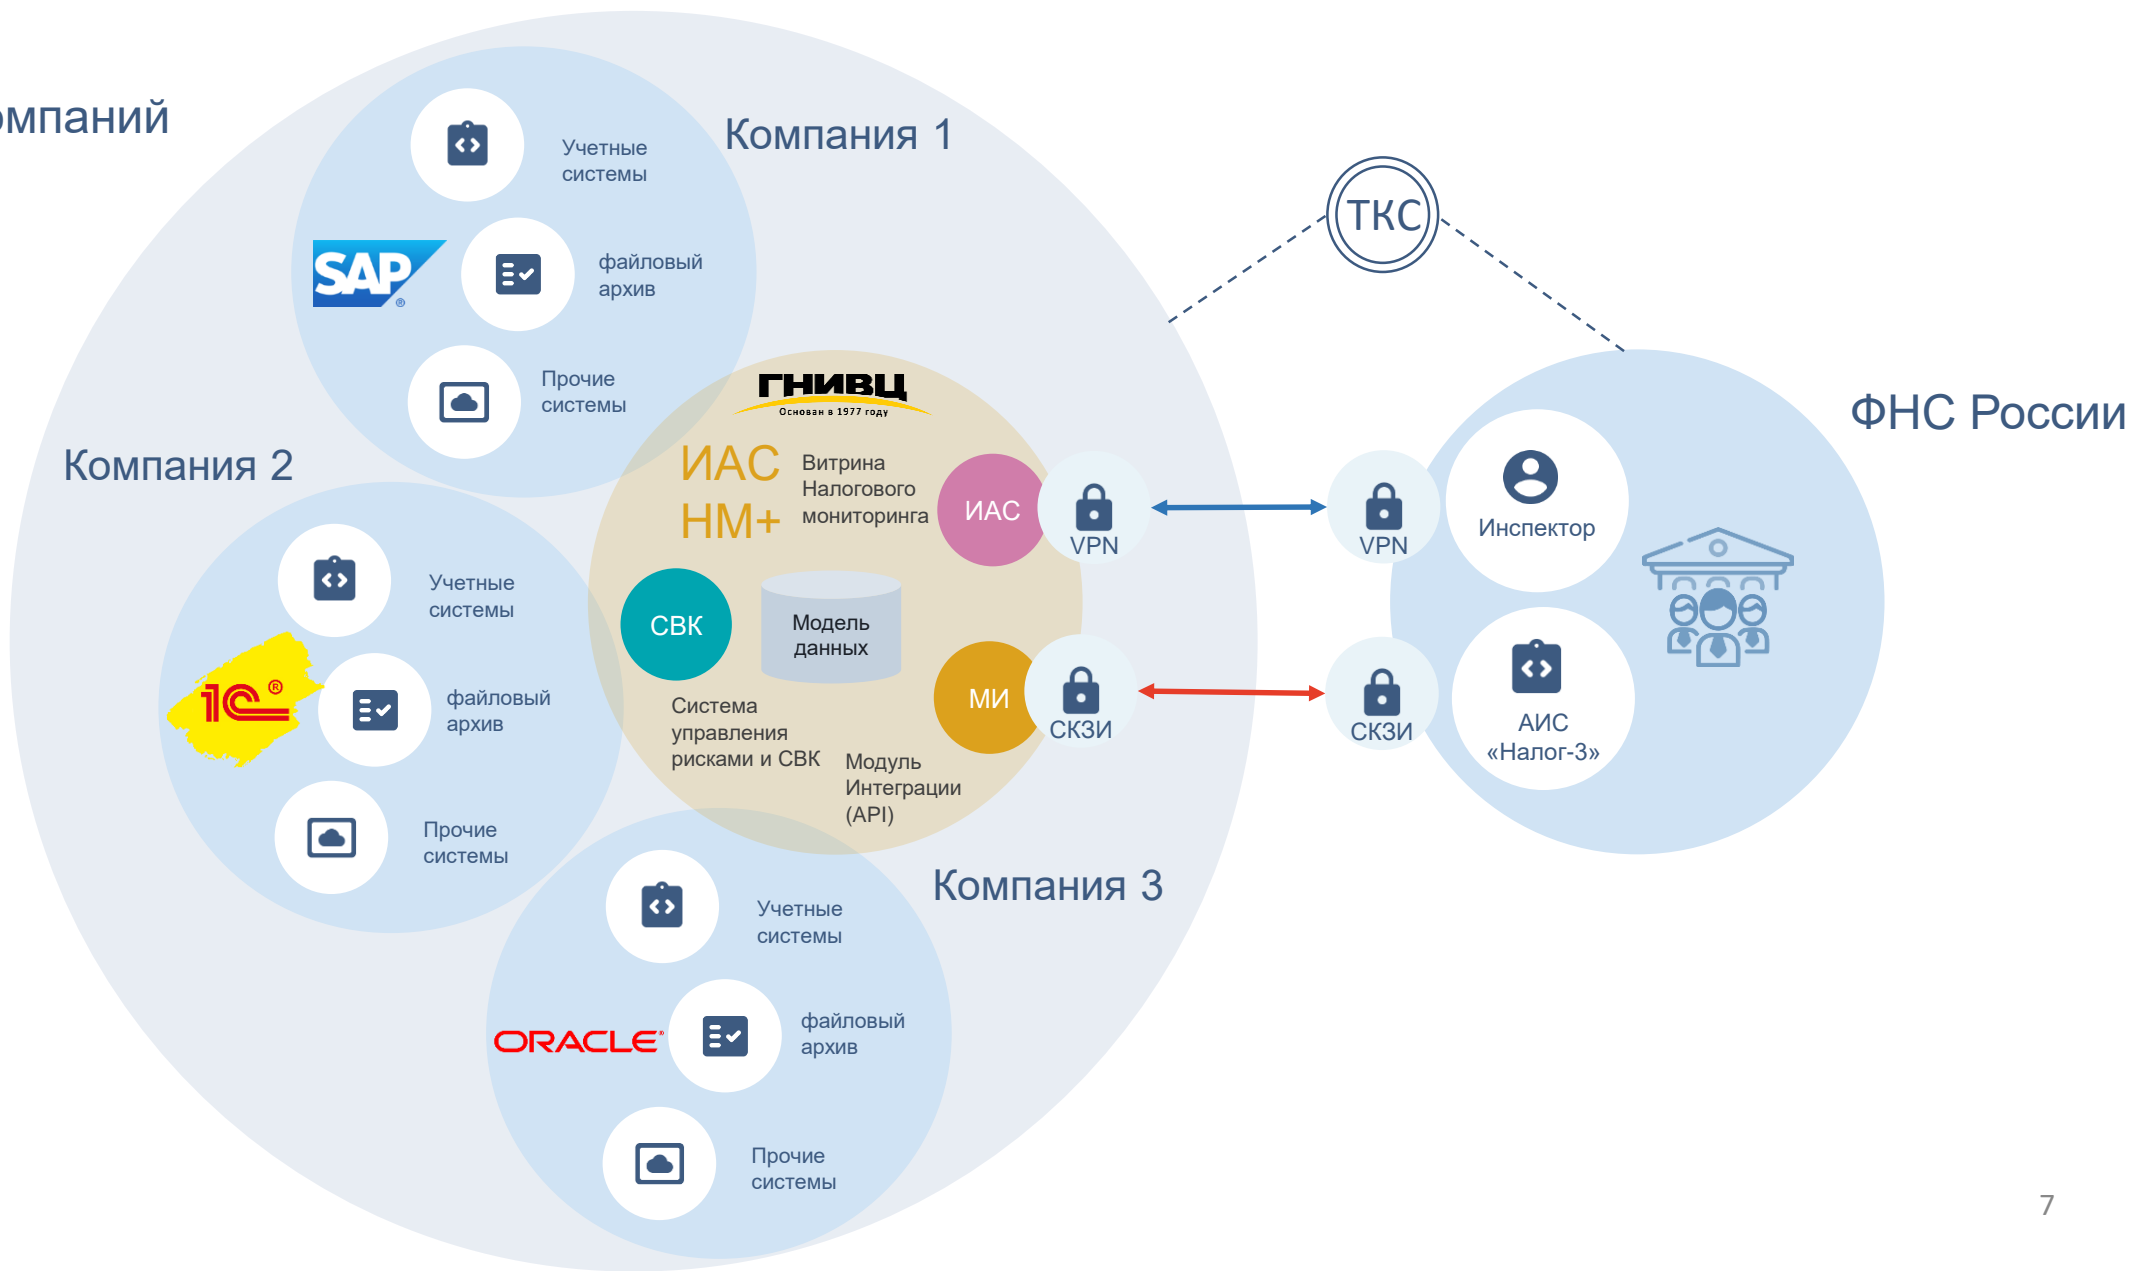 омпаний
Компания 1
Учетные
системы
SAP
®
файловый
архив
Прочие
системы
ТКС
ФНС России
ГНИВЦ
Основан в 1977 году
ИАС
НМ+
Витрина
Налогового
мониторинга
ИАС
VPN
VPN
Инспектор
Компания 2
Учетные
системы
1С
®
файловый
архив
Прочие
системы
СВК
Модель
данных
Система
управления
рисками и СВК
МИ
СКЗИ
СКЗИ
АИС
«Налог-3»
Модуль
Интеграции
(API)
Компания 3
Учетные
системы
ORACLE®
файловый
архив
Прочие
системы
7